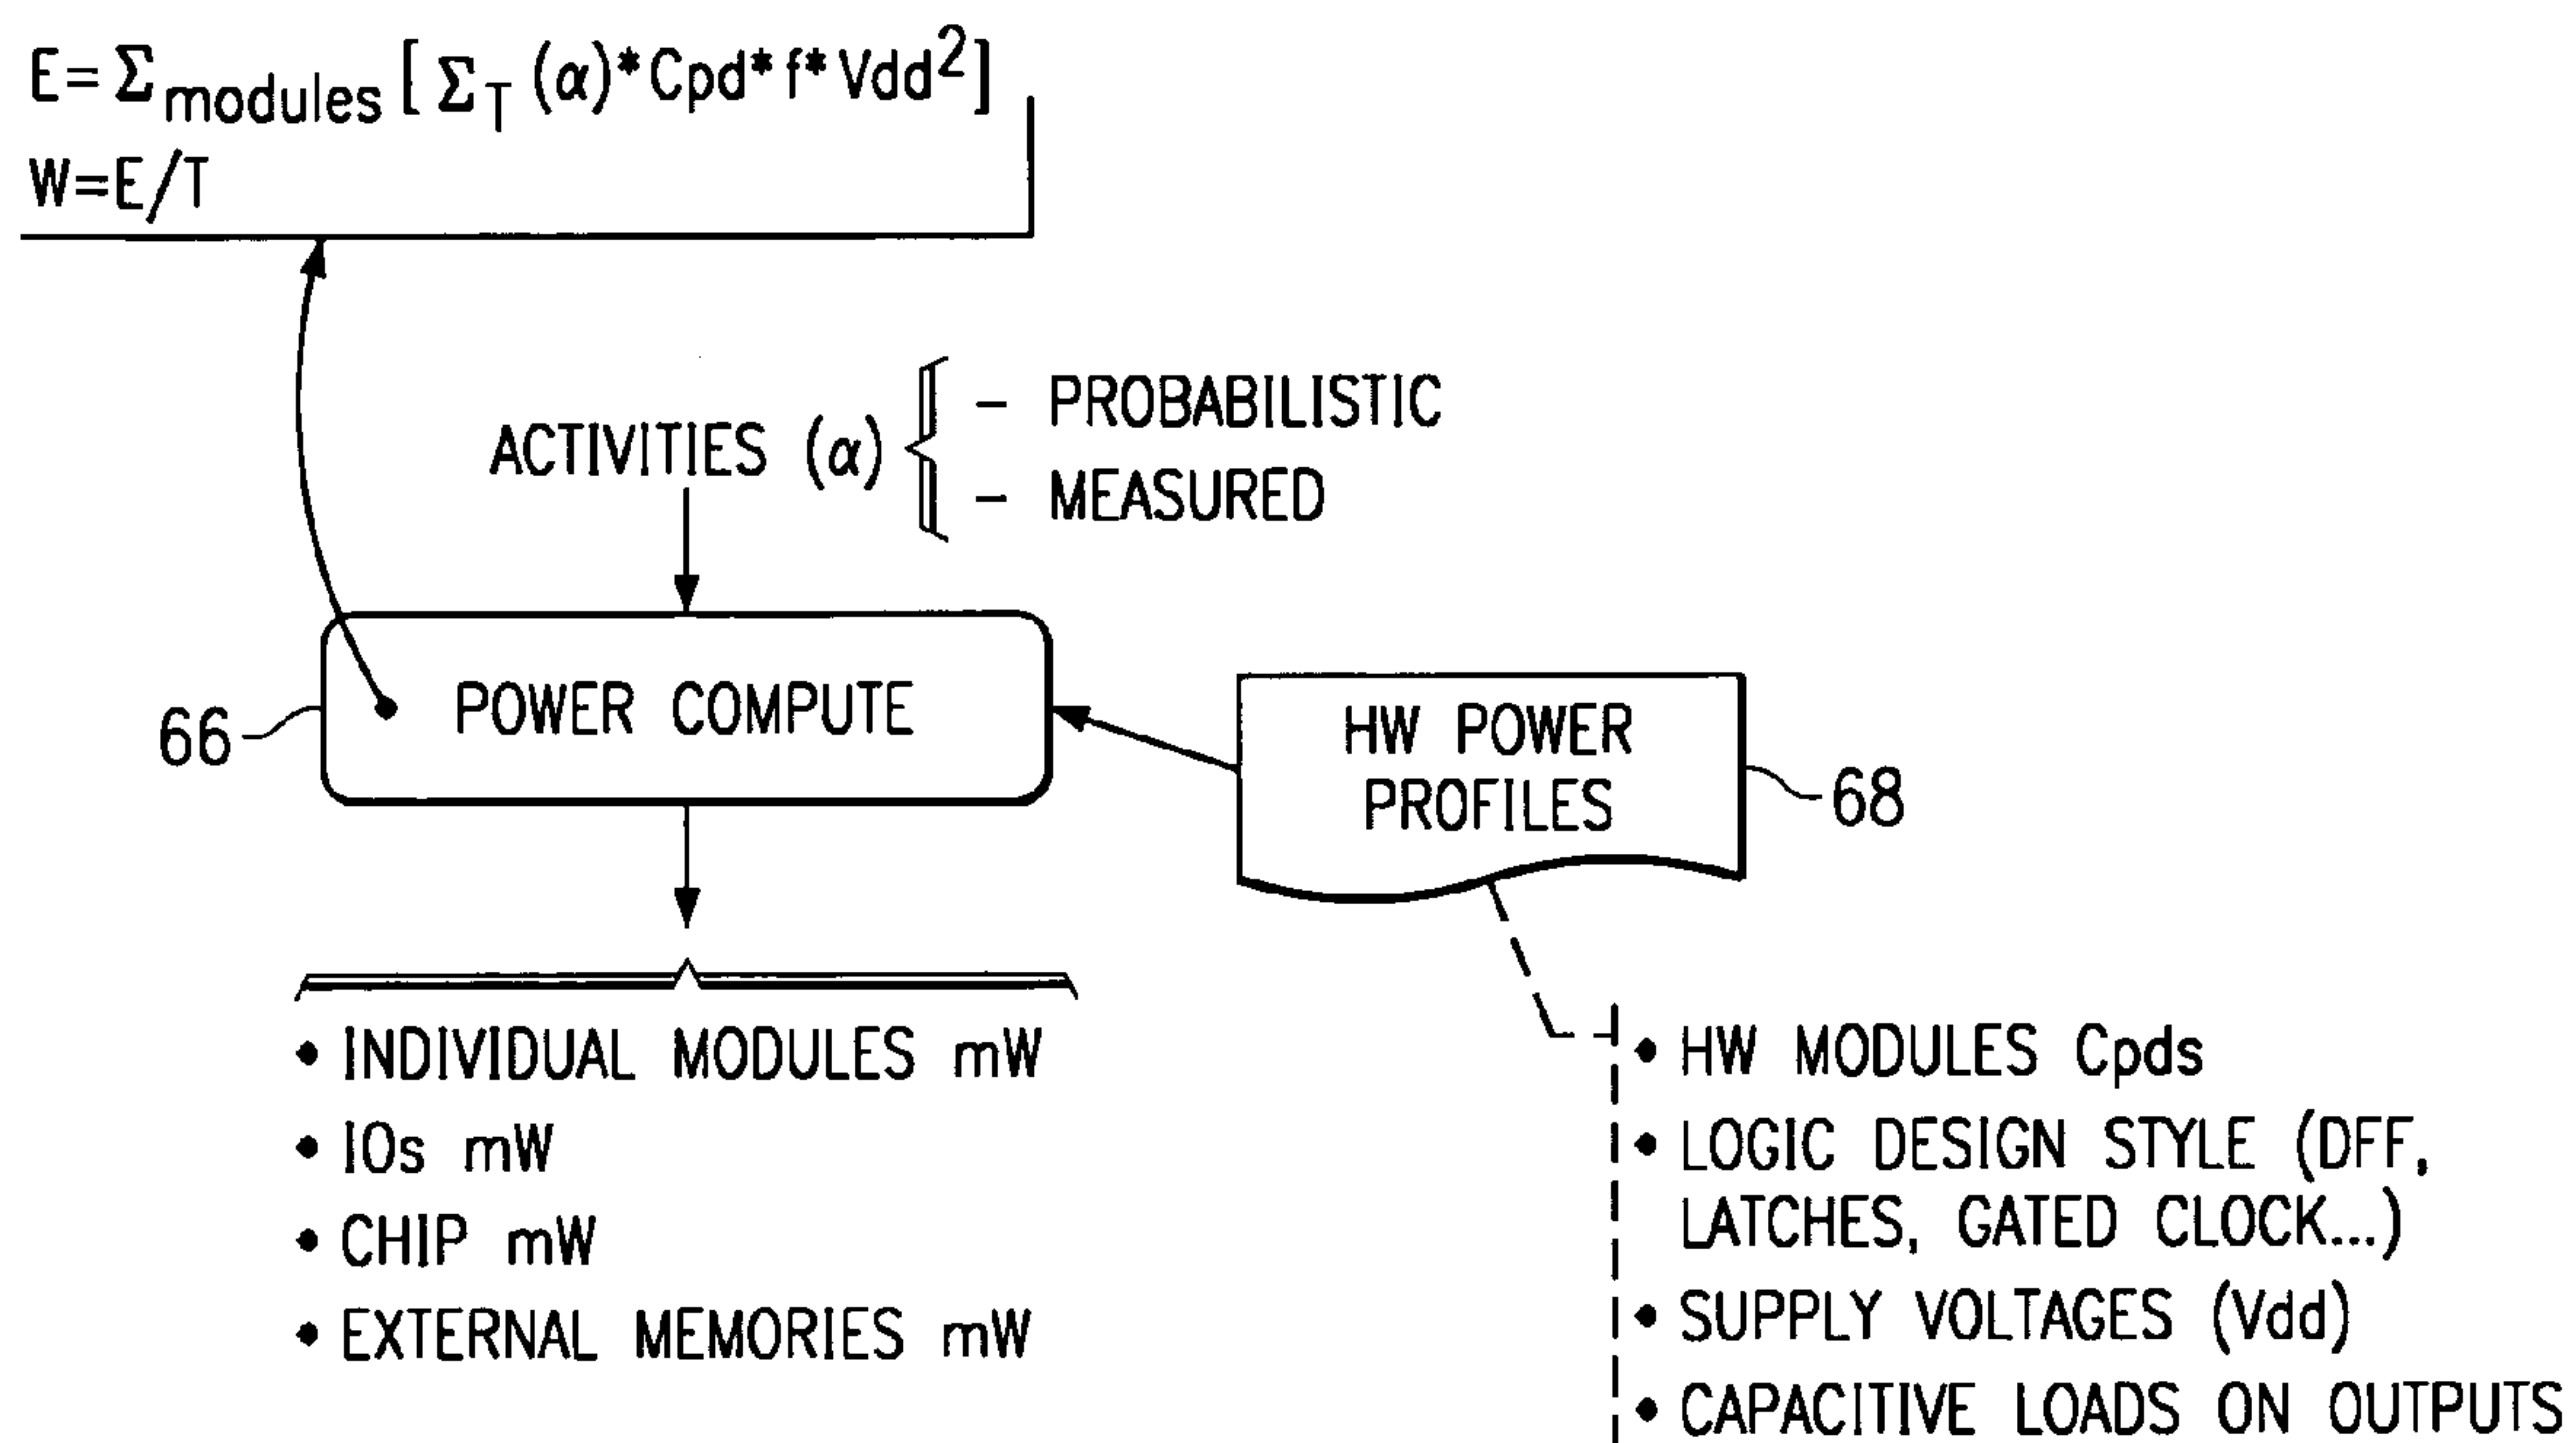 E=Σmodules [ΣT (α)*Cpd*f*Vdd²]
W=E/T
ACTIVITIES (α)
- PROBABILISTIC
- MEASURED
POWER COMPUTE
66
HW POWER
PROFILES
68
• INDIVIDUAL MODULES mW
• IOs mW
• CHIP mW
• EXTERNAL MEMORIES mW
• HW MODULES Cpds
• LOGIC DESIGN STYLE (DFF,
LATCHES, GATED CLOCK...)
• SUPPLY VOLTAGES (Vdd)
• CAPACITIVE LOADS ON OUTPUTS